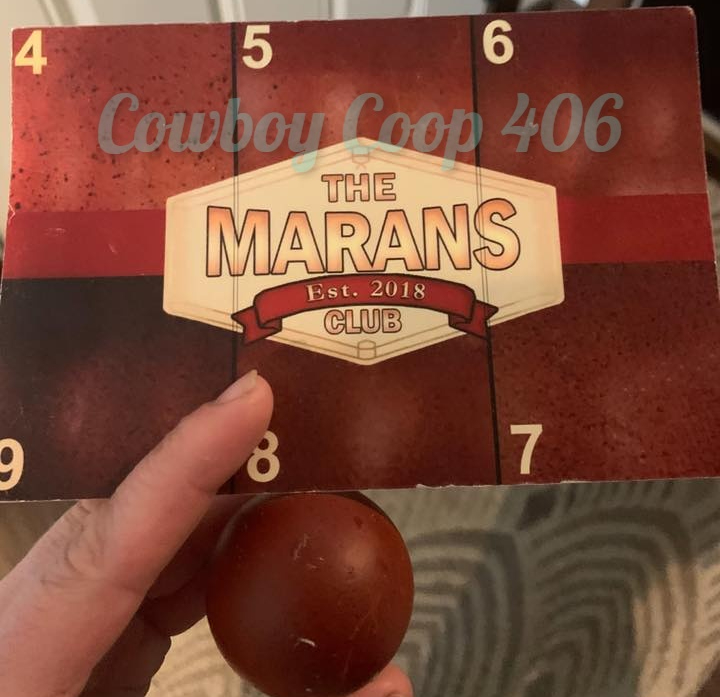 4 5 6
Cowboy Coop 406
THE
MARANS
Est. 2018
CLUB
9 8 7